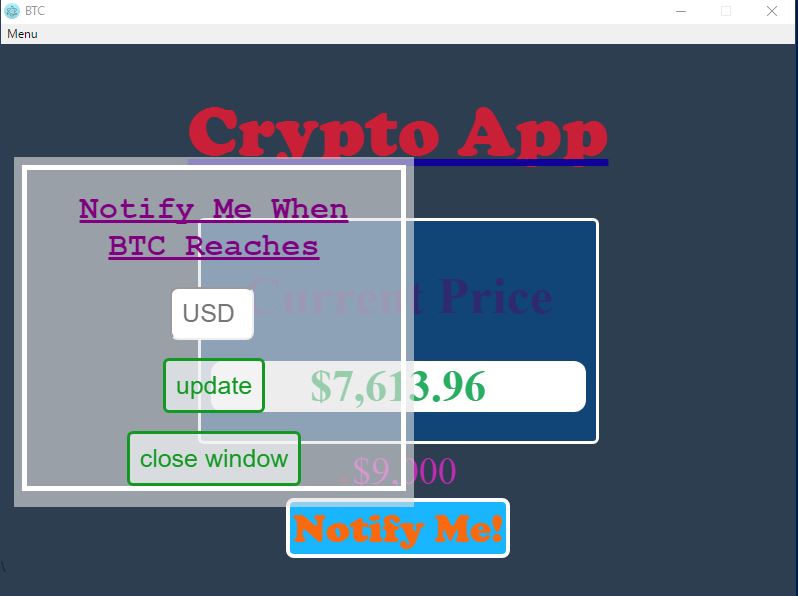 BTC
Menu
Crypto App
Notify Me When
BTC Reaches
USD
update
close window
Current Price
$7,613.96
$9,000
Notify Me!
\